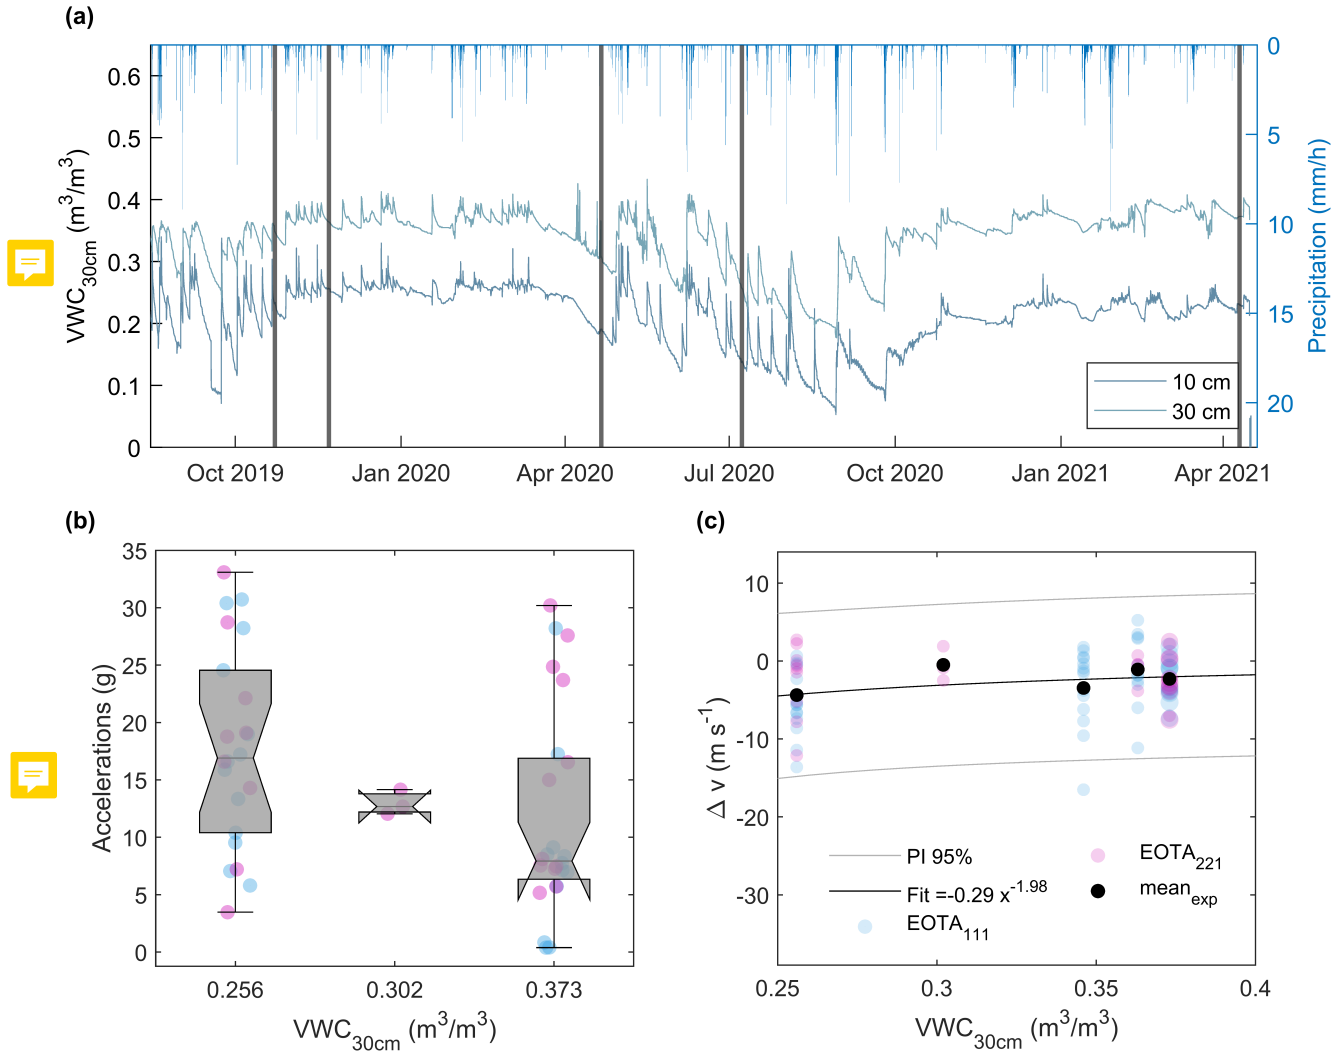 (a)
0.6
0.5
0.4
0.3
0.2
0.1
0
VWC30cm (m3/m3)
0
5
10
15
20
Precipitation (mm/h)
10 cm
30 cm
Oct 2019
Jan 2020
Apr 2020
Jul 2020
Oct 2020
Jan 2021
Apr 2021
(b)
35
30
25
20
15
10
5
0
Accelerations (g)
0.256
0.302
0.373
VWC30cm (m3/m3)
(c)
10
0
-10
-20
-30
Δ v (m s-1)
PI 95%
Fit =-0.29 x-1.98
EOTA111
EOTA221
meanexp
0.25
0.3
0.35
0.4
VWC30cm (m3/m3)